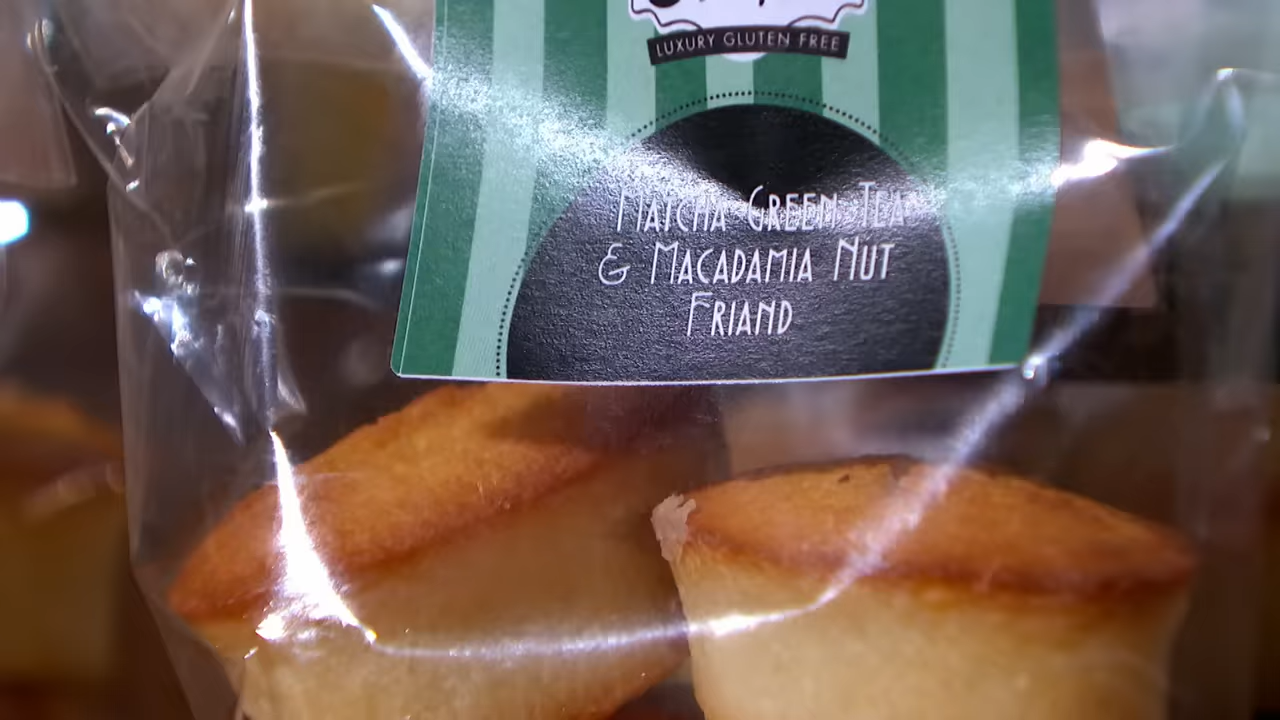 LUXURY GLUTEN FREE
MATCHA GREEN TEA
& MACADAMIA NUT
FRIAND